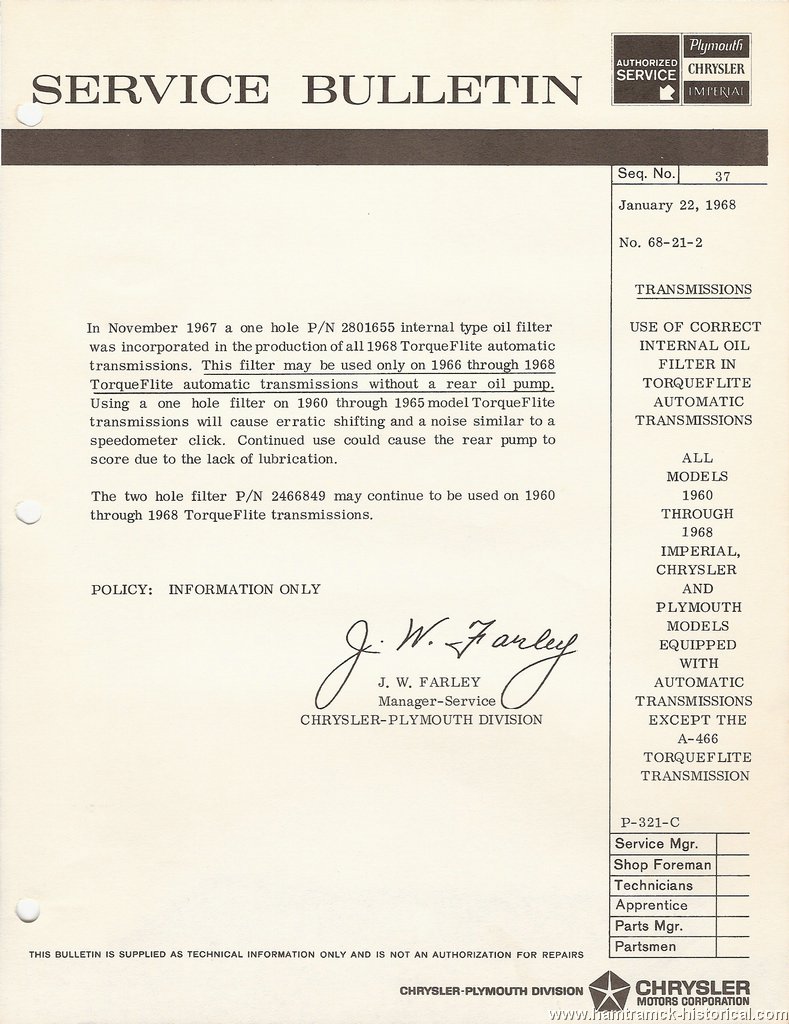 SERVICE BULLETIN
AUTHORIZED
SERVICE
Plymouth
CHRYSLER
IMPERIAL
Seq. No. 37
January 22, 1968
No. 68-21-2
TRANSMISSIONS
USE OF CORRECT
INTERNAL OIL
FILTER IN
TORQUEFLITE
AUTOMATIC
TRANSMISSIONS
ALL
MODELS
1960
THROUGH
1968
IMPERIAL,
CHRYSLER
AND
PLYMOUTH
MODELS
EQUIPPED
WITH
AUTOMATIC
TRANSMISSIONS
EXCEPT THE
A-466
TORQUEFLITE
TRANSMISSION
In November 1967 a one hole P/N 2801655 internal type oil filter
was incorporated in the production of all 1968 TorqueFlite automatic
transmissions. This filter may be used only on 1966 through 1968
TorqueFlite automatic transmissions without a rear oil pump.
Using a one hole filter on 1960 through 1965 model TorqueFlite
transmissions will cause erratic shifting and a noise similar to a
speedometer click. Continued use could cause the rear pump to
score due to the lack of lubrication.
The two hole filter P/N 2466849 may continue to be used on 1960
through 1968 TorqueFlite transmissions.
POLICY: INFORMATION ONLY
J. W. Farley
J. W. FARLEY
Manager-Service
CHRYSLER-PLYMOUTH DIVISION
P-321-C
Service Mgr.
Shop Foreman
Technicians
Apprentice
Parts Mgr.
Partsmen
THIS BULLETIN IS SUPPLIED AS TECHNICAL INFORMATION ONLY AND IS NOT AN AUTHORIZATION FOR REPAIRS
CHRYSLER-PLYMOUTH DIVISION
CHRYSLER
MOTORS CORPORATION
www.hamtramck-historical.com